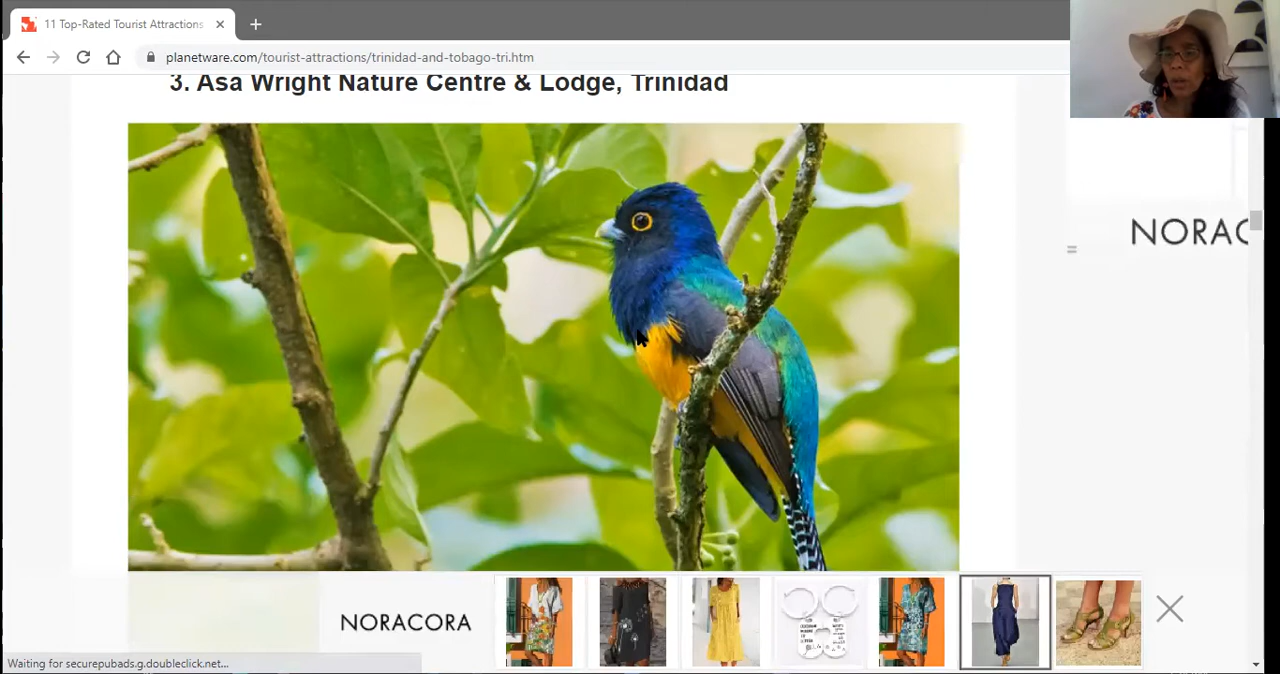 11 Top-Rated Tourist Attractions
planetware.com/tourist-attractions/trinidad-and-tobago-tri.htm
3. Asa Wright Nature Centre & Lodge, Trinidad
NORAC
NORACORA
Waiting for securepubads.g.doubleclick.net...